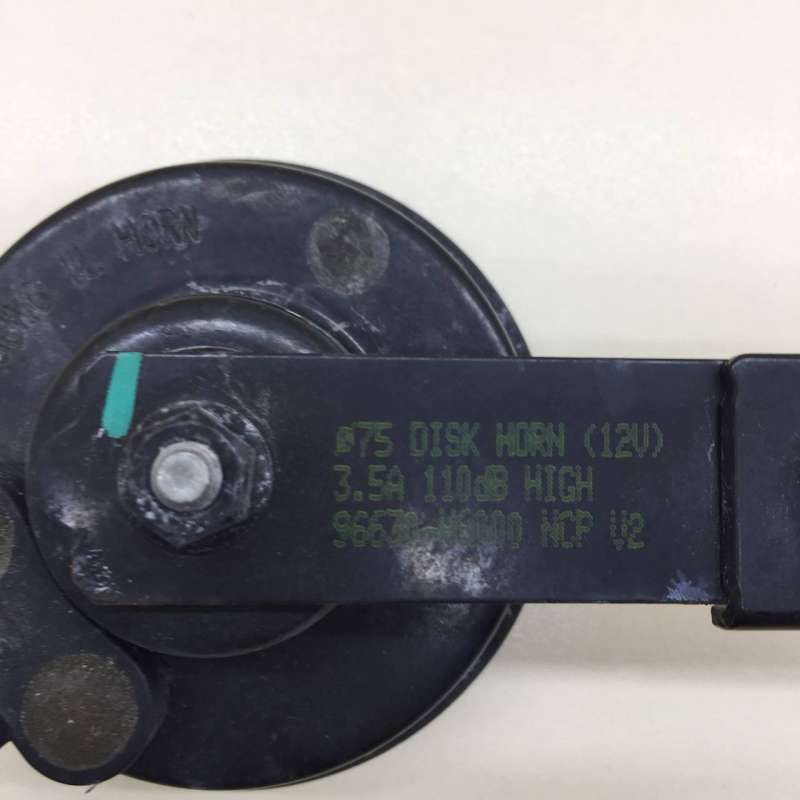 HORN
ø75 DISK HORN (12V)
3.5A 110dB HIGH
NCP V2